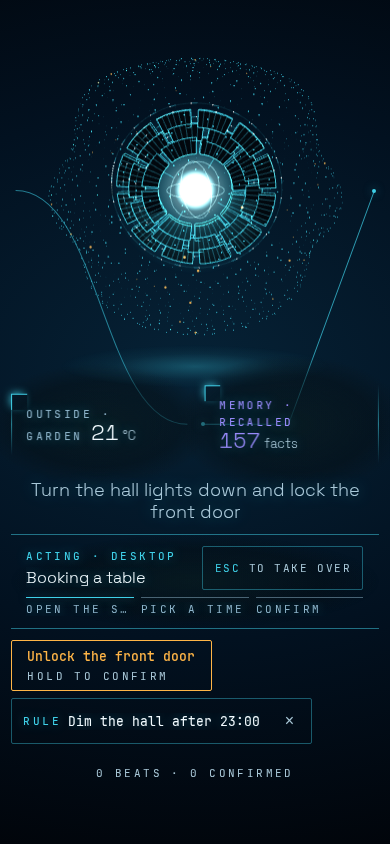 OUTSIDE ·
GARDEN 21 °C
MEMORY ·
RECALLED
157 facts
Turn the hall lights down and lock the
front door
ACTING · DESKTOP
Booking a table
ESC TO TAKE OVER
OPEN THE S… PICK A TIME CONFIRM
Unlock the front door
HOLD TO CONFIRM
RULE Dim the hall after 23:00 ×
0 BEATS · 0 CONFIRMED